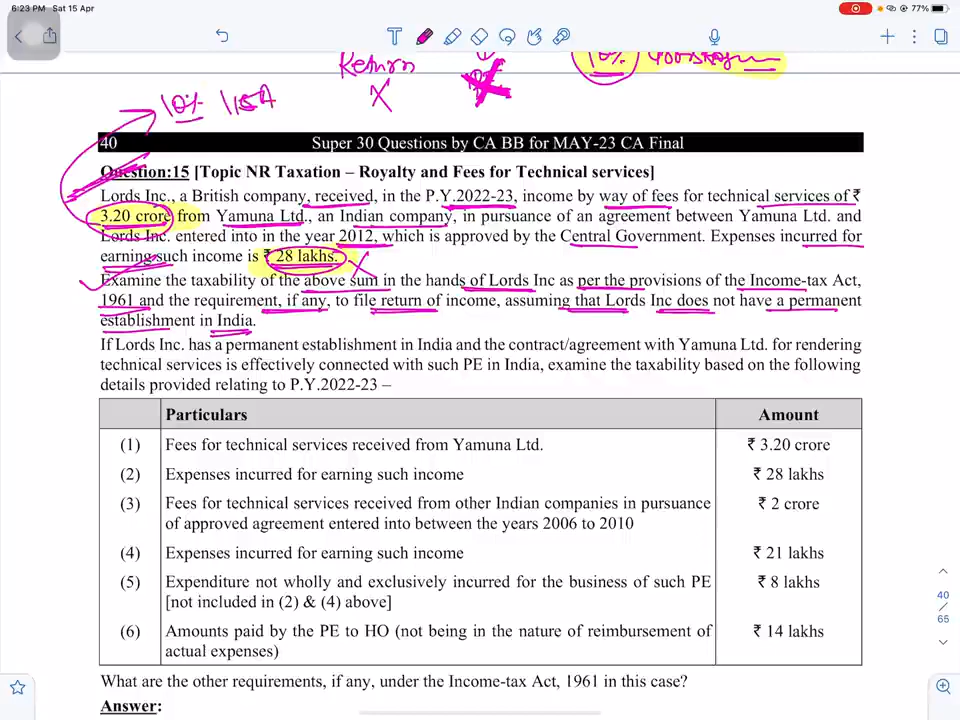 6:23 PM Sat 15 Apr
77%
Return
10%
10% 115A
40 Super 30 Questions by CA BB for MAY-23 CA Final
Question:15 [Topic NR Taxation – Royalty and Fees for Technical services]
Lords Inc., a British company, received, in the P.Y.2022-23, income by way of fees for technical services of ₹
3.20 crore from Yamuna Ltd., an Indian company, in pursuance of an agreement between Yamuna Ltd. and
Lords Inc. entered into in the year 2012, which is approved by the Central Government. Expenses incurred for
earning such income is ₹ 28 lakhs.
Examine the taxability of the above sum in the hands of Lords Inc as per the provisions of the Income-tax Act,
1961 and the requirement, if any, to file return of income, assuming that Lords Inc does not have a permanent
establishment in India.
If Lords Inc. has a permanent establishment in India and the contract/agreement with Yamuna Ltd. for rendering
technical services is effectively connected with such PE in India, examine the taxability based on the following
details provided relating to P.Y.2022-23 –
Particulars Amount
(1) Fees for technical services received from Yamuna Ltd. ₹ 3.20 crore
(2) Expenses incurred for earning such income ₹ 28 lakhs
(3) Fees for technical services received from other Indian companies in pursuance ₹ 2 crore
of approved agreement entered into between the years 2006 to 2010
(4) Expenses incurred for earning such income ₹ 21 lakhs
(5) Expenditure not wholly and exclusively incurred for the business of such PE ₹ 8 lakhs
[not included in (2) & (4) above]
(6) Amounts paid by the PE to HO (not being in the nature of reimbursement of ₹ 14 lakhs
actual expenses)
40
/
65
What are the other requirements, if any, under the Income-tax Act, 1961 in this case?
Answer: